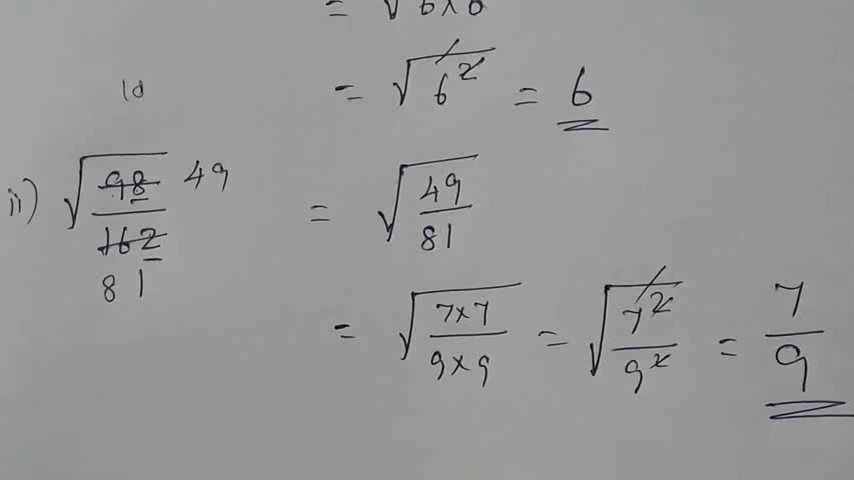 = √6×6
= √6² = 6
10
ii) √98/162 49 = √49/81
81
= √7×7/9×9 = √7²/9² = 7/9